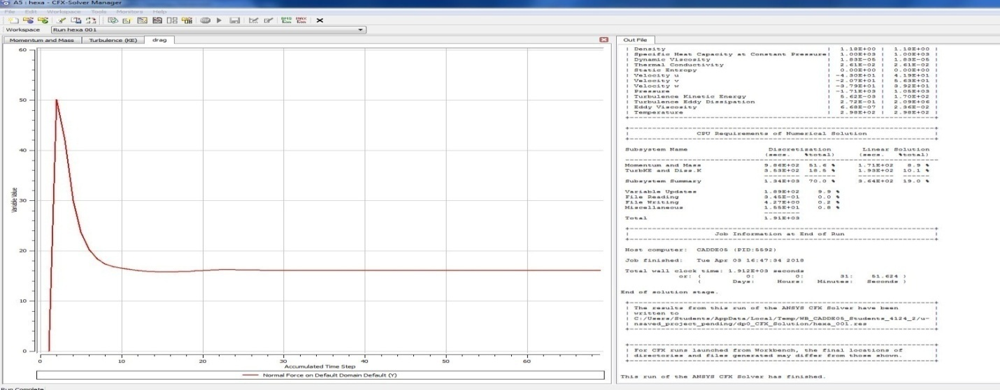 A5 : hexa - CFX-Solver Manager
File Edit Workspace Tools Monitors Help
Workspace Run hexa 001
Momentum and Mass Turbulence (KE) drag
Out File
60
50
40
30
20
10
0
Variable Value
0 10 20 30 40 50 60
Accumulated Time Step
Normal Force on Default Domain Default (Y)
| Density | 1.18E+00 | 1.18E+00 |
| Specific Heat Capacity at Constant Pressure| 1.00E+03 | 1.00E+03 |
| Dynamic Viscosity | 1.83E-05 | 1.83E-05 |
| Thermal Conductivity | 2.61E-02 | 2.61E-02 |
| Static Entropy | 0.00E+00 | 0.00E+00 |
| Velocity u | -4.30E+01 | 4.19E+01 |
| Velocity v | -2.07E+01 | 5.63E+01 |
| Velocity w | -3.79E+01 | 3.92E+01 |
| Pressure | -1.71E+03 | 1.05E+03 |
| Turbulence Kinetic Energy | 5.62E-03 | 1.70E+02 |
| Turbulence Eddy Dissipation | 2.72E-01 | 2.09E+06 |
| Eddy Viscosity | 6.68E-07 | 2.36E-02 |
| Temperature | 2.98E+02 | 2.98E+02 |
CPU Requirements of Numerical Solution
Subsystem Name Discretization Linear Solution
(secs. %total) (secs. %total)
Momentum and Mass 9.86E+02 51.6 % 1.71E+02 8.9 %
TurbKE and Diss.K 3.53E+02 18.5 % 1.93E+02 10.1 %
Subsystem Summary 1.34E+03 70.0 % 3.64E+02 19.0 %
Variable Updates 1.89E+02 9.9 %
File Reading 3.45E-01 0.0 %
File Writing 4.27E+00 0.2 %
Miscellaneous 1.55E+01 0.8 %
Total 1.91E+03
Job Information at End of Run
Host computer: CADDE05 (PID:5592)
Job finished: Tue Apr 03 16:47:34 2018
Total wall clock time: 1.912E+03 seconds
or: ( 0: 0: 31: 51.624 )
( Days: Hours: Minutes: Seconds )
End of solution stage.
| The results from this run of the ANSYS CFX Solver have been |
| written to |
| C:/Users/Students/AppData/Local/Temp/WB_CADDE05_Students_4124_2/u- |
| nsaved_project_pending/dp0_CFX_Solution/hexa_001.res |
| For CFX runs launched from Workbench, the final locations of |
| directories and files generated may differ from those shown. |
This run of the ANSYS CFX Solver has finished.
Run Complete